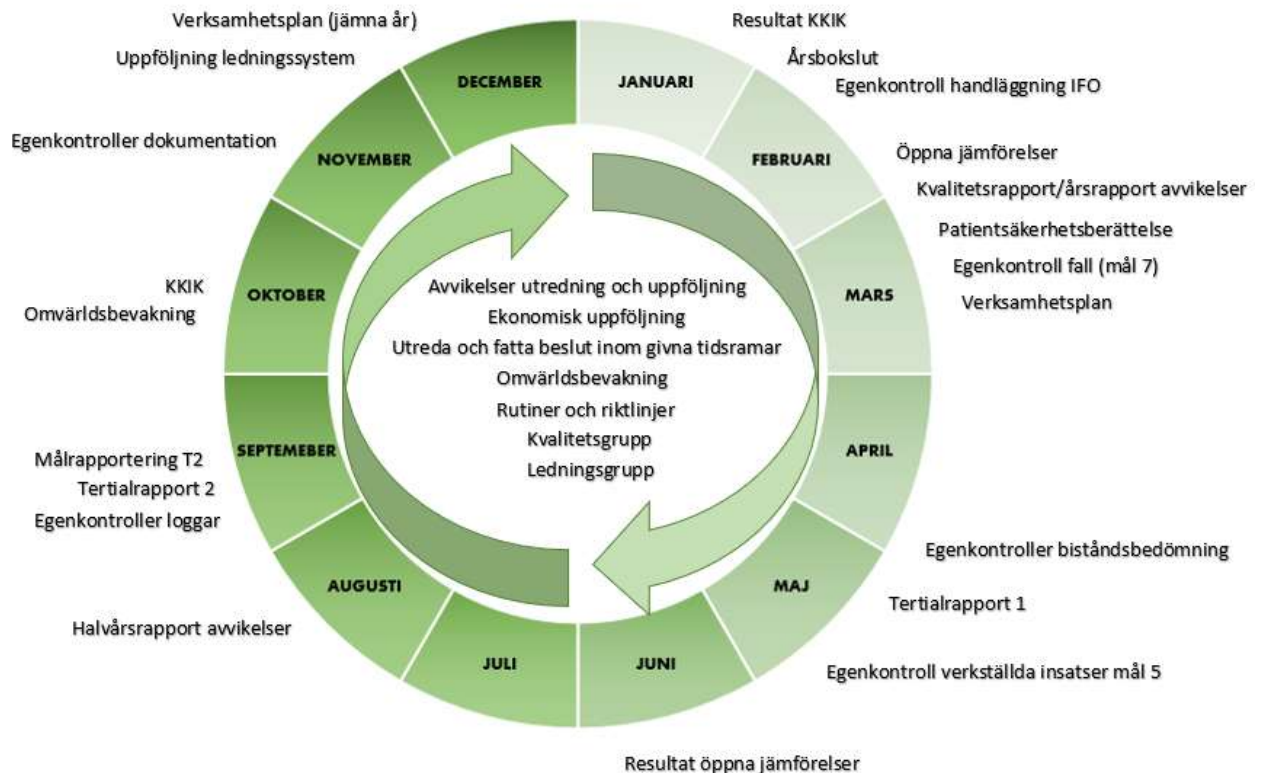 Verksamhetsplan (jämna år)
Uppföljning ledningssystem
DECEMBER
JANUARI
Resultat KKIK
Årsbokslut
Egenkontroll handläggning IFO
FEBRUARI
Öppna jämförelser
Kvalitetsrapport/årsrapport avvikelser
Patientsäkerhetsberättelse
Egenkontroll fall (mål 7)
Verksamhetsplan
MARS
APRIL
Egenkontroller biståndsbedömning
MAJ
Tertialrapport 1
Egenkontroll verkställda insatser mål 5
JUNI
Resultat öppna jämförelser
JULI
AUGUSTI
Halvårsrapport avvikelser
SEPTEMEBER
Målrapportering T2
Tertialrapport 2
Egenkontroller loggar
OKTOBER
KKIK
Omvärldsbevakning
NOVEMBER
Egenkontroller dokumentation
Avvikelser utredning och uppföljning
Ekonomisk uppföljning
Utreda och fatta beslut inom givna tidsramar
Omvärldsbevakning
Rutiner och riktlinjer
Kvalitetsgrupp
Ledningsgrupp